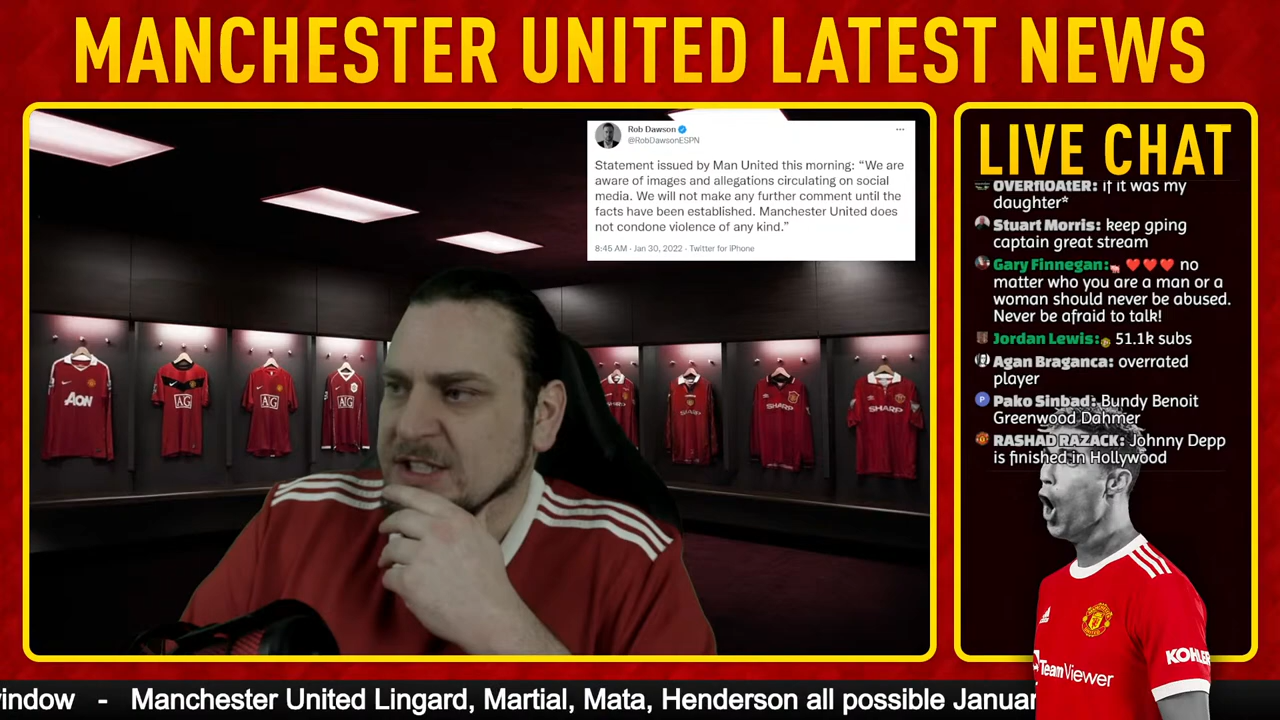 MANCHESTER UNITED LATEST NEWS
Rob Dawson
@RobDawsonESPN
Statement issued by Man United this morning: “We are
aware of images and allegations circulating on social
media. We will not make any further comment until the
facts have been established. Manchester United does
not condone violence of any kind.”
8:45 AM · Jan 30, 2022 · Twitter for iPhone
AON
AG
AG
AG
SHARP
SHARP
LIVE CHAT
OVERflOAtER: if it was my
daughter*
Stuart Morris: keep gping
captain great stream
Gary Finnegan: no
matter who you are a man or a
woman should never be abused.
Never be afraid to talk!
Jordan Lewis: 51.1k subs
Agan Braganca: overrated
player
P
Pako Sinbad: Bundy Benoit
Greenwood Dahmer
RASHAD RAZACK: Johnny Depp
is finished in Hollywood
TeamViewer
KOHLER
indow - Manchester United Lingard, Martial, Mata, Henderson all possible Januar